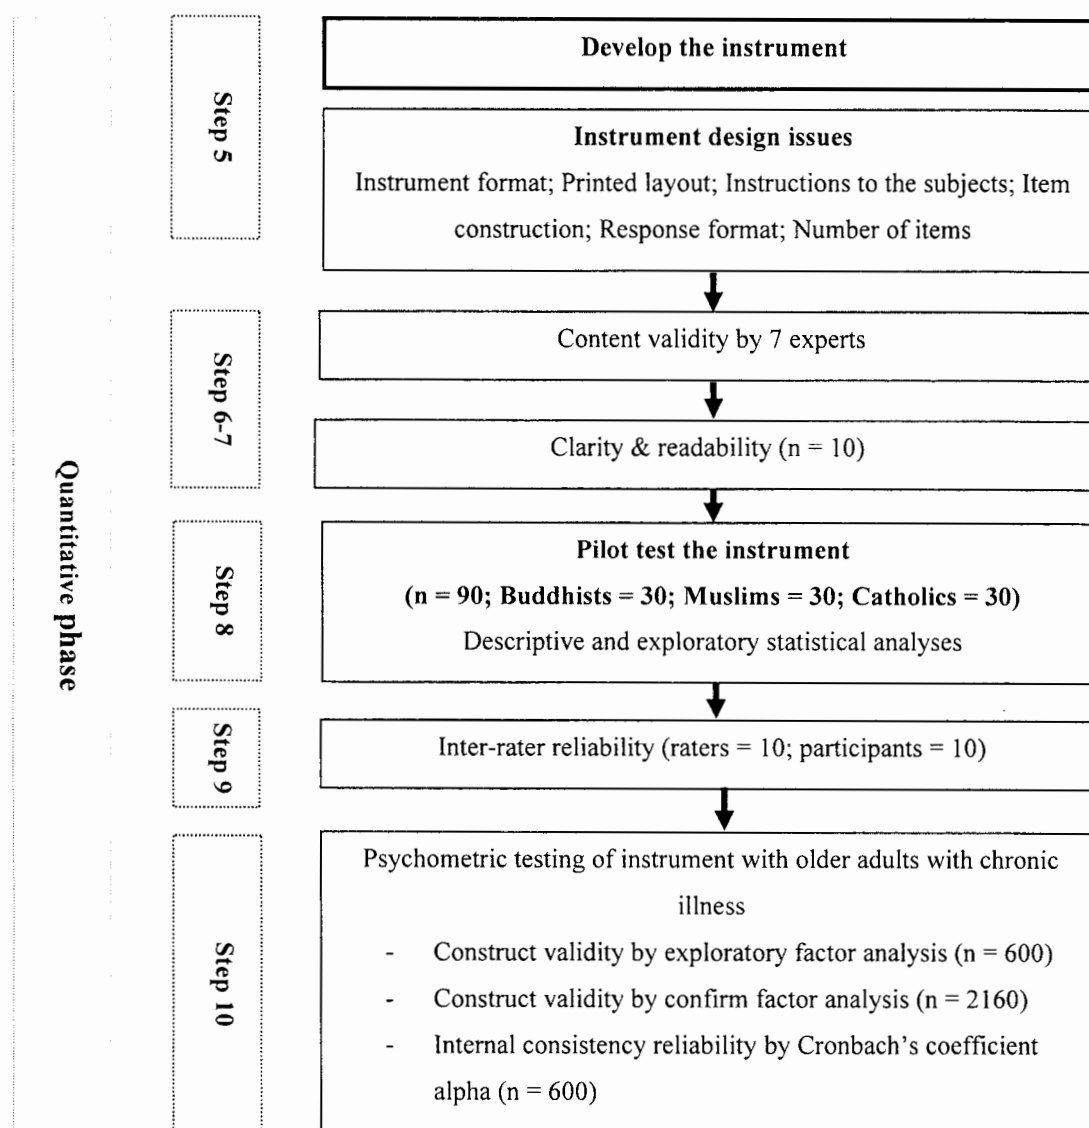 Quantitative phase
Step 5
Develop the instrument
Instrument design issues
Instrument format; Printed layout; Instructions to the subjects; Item
construction; Response format; Number of items
Step 6-7
Content validity by 7 experts
Clarity & readability (n = 10)
Step 8
Pilot test the instrument
(n = 90; Buddhists = 30; Muslims = 30; Catholics = 30)
Descriptive and exploratory statistical analyses
Step 9
Inter-rater reliability (raters = 10; participants = 10)
Step 10
Psychometric testing of instrument with older adults with chronic
illness
- Construct validity by exploratory factor analysis (n = 600)
- Construct validity by confirm factor analysis (n = 2160)
- Internal consistency reliability by Cronbach's coefficient
alpha (n = 600)